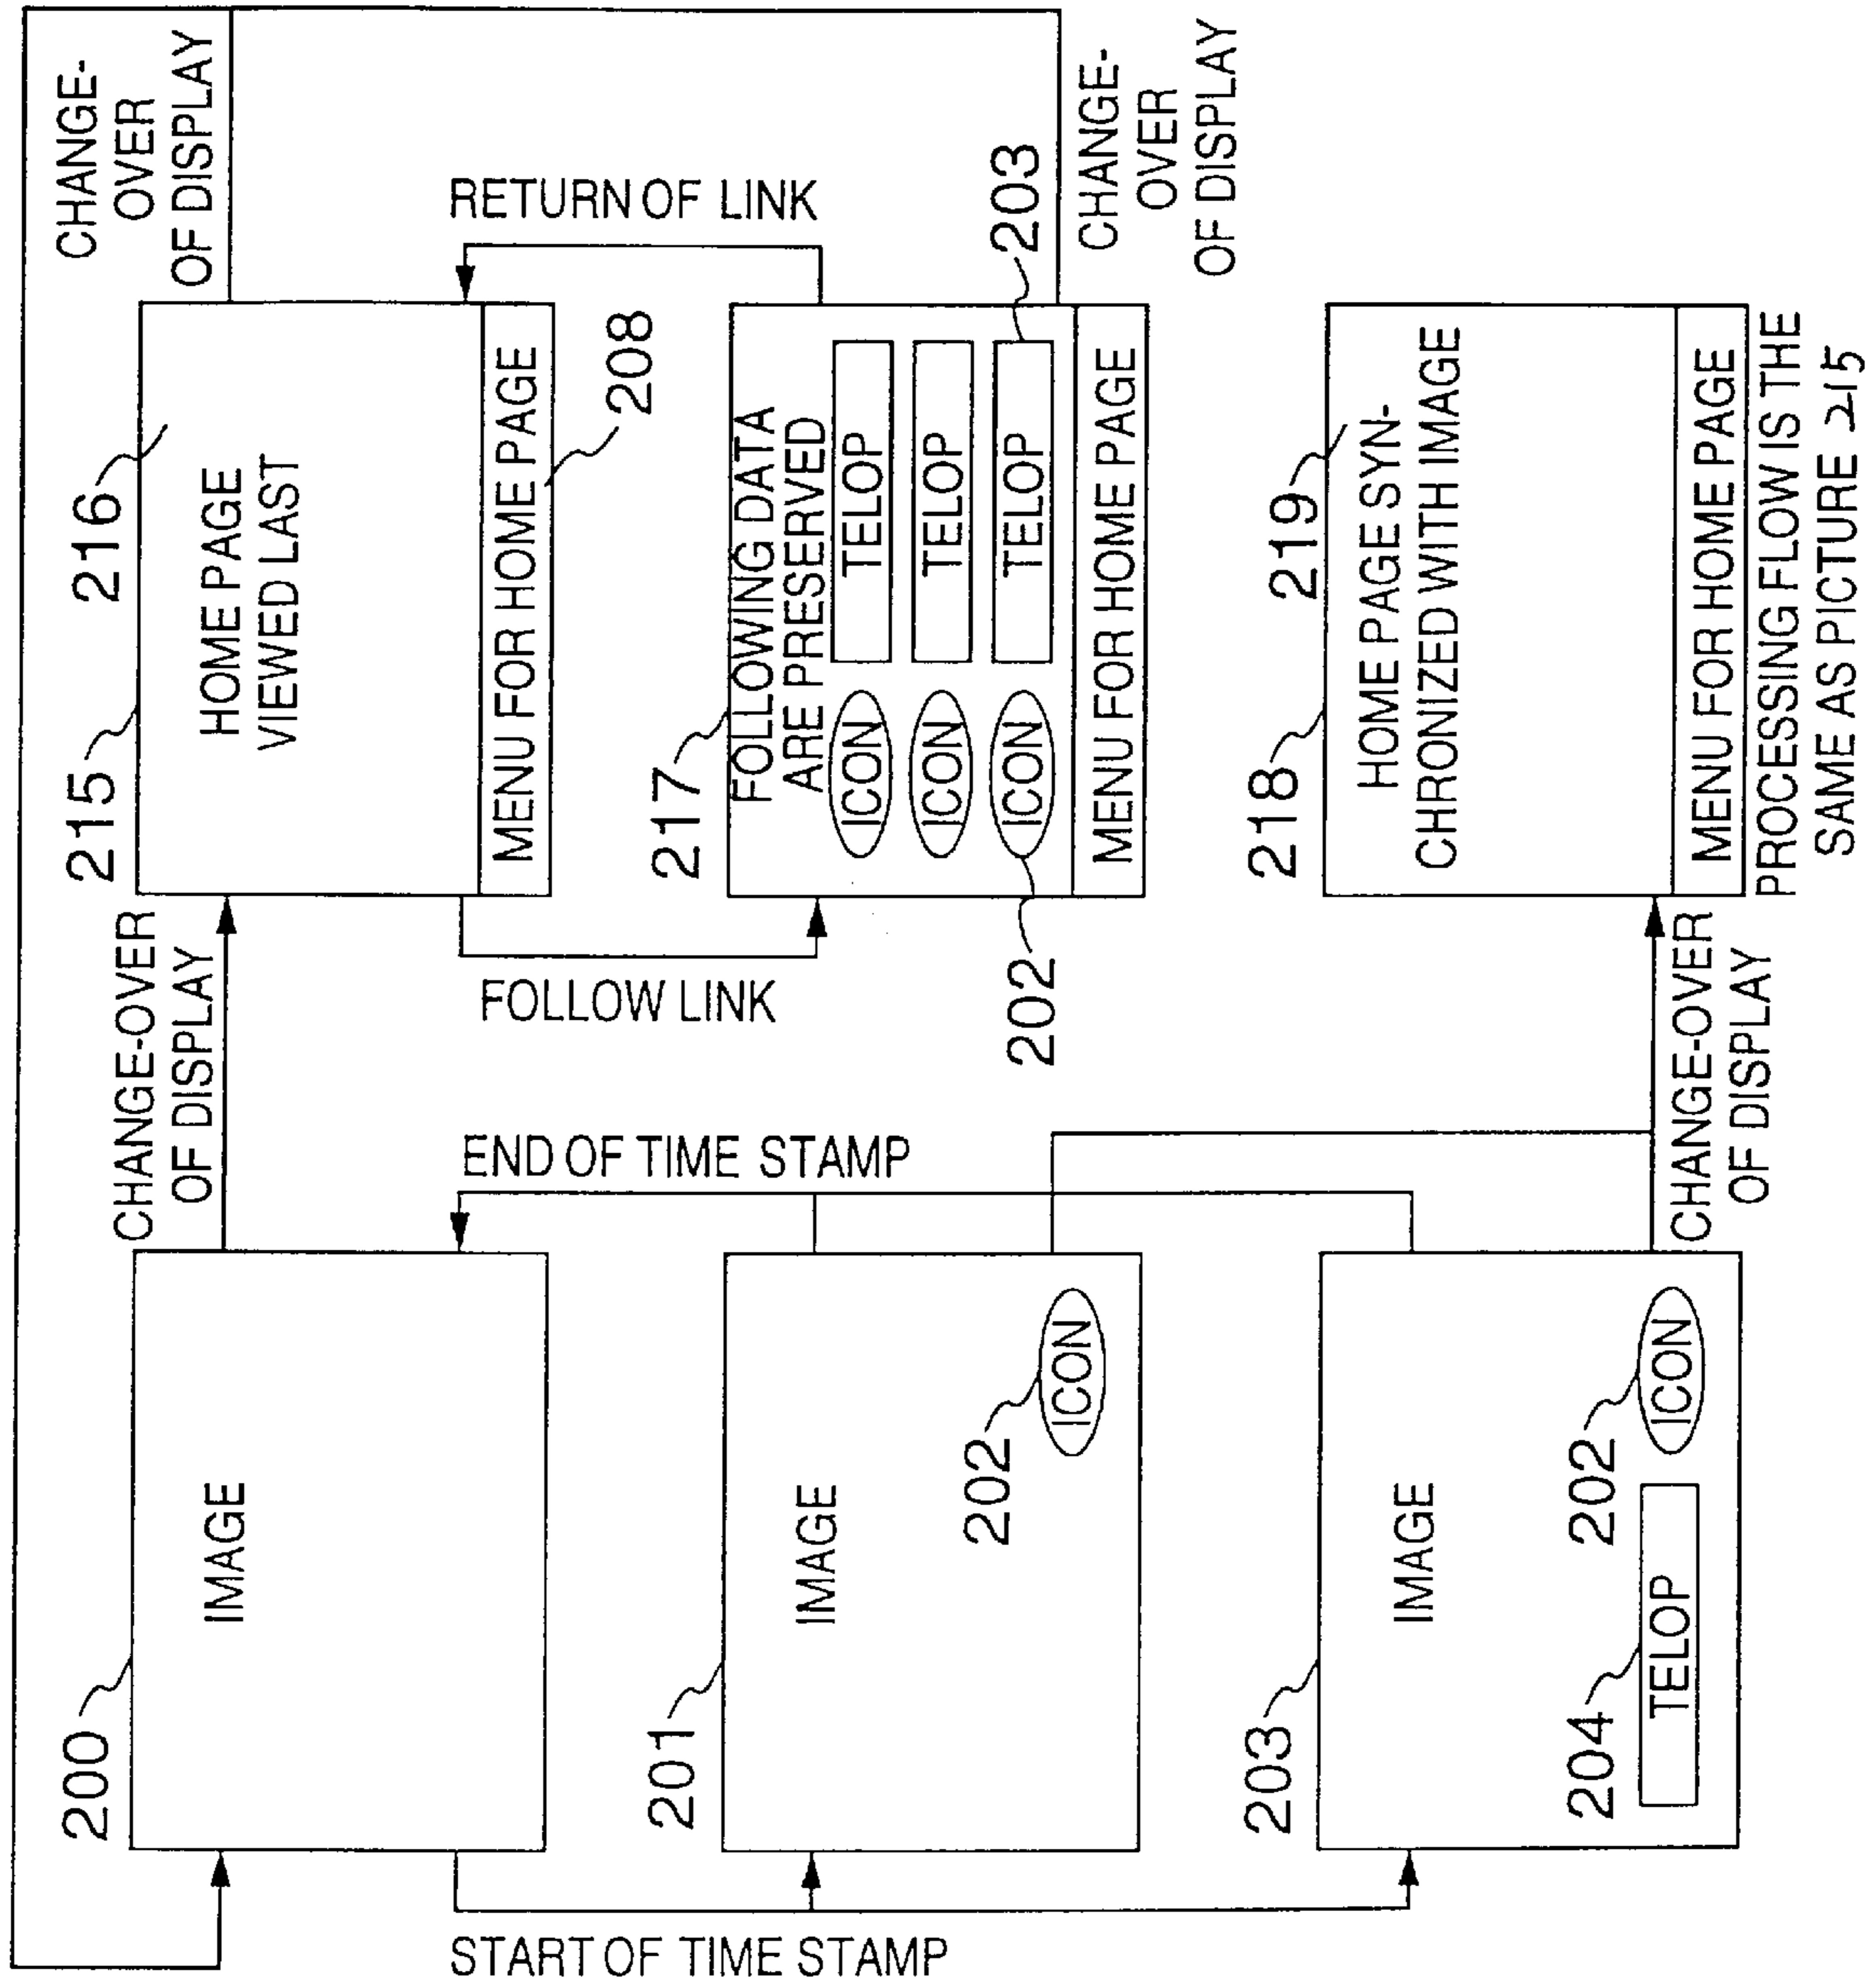 CHANGE-OVER
OF DISPLAY
CHANGE-
OVER
OF DISPLAY
200
IMAGE
215
216
HOME PAGE
VIEWED LAST
MENU FOR HOME PAGE
208
START OF TIME STAMP
END OF TIME STAMP
FOLLOW LINK
RETURN OF LINK
201
IMAGE
202
ICON
217
FOLLOWING DATA
ARE PRESERVED
ICON
TELOP
ICON
TELOP
ICON
TELOP
202
203
MENU FOR HOME PAGE
CHANGE-
OVER
OF DISPLAY
203
IMAGE
204
TELOP
202
ICON
CHANGE-OVER
OF DISPLAY
218
219
HOME PAGE SYN-
CHRONIZED WITH IMAGE
MENU FOR HOME PAGE
PROCESSING FLOW IS THE
SAME AS PICTURE 215